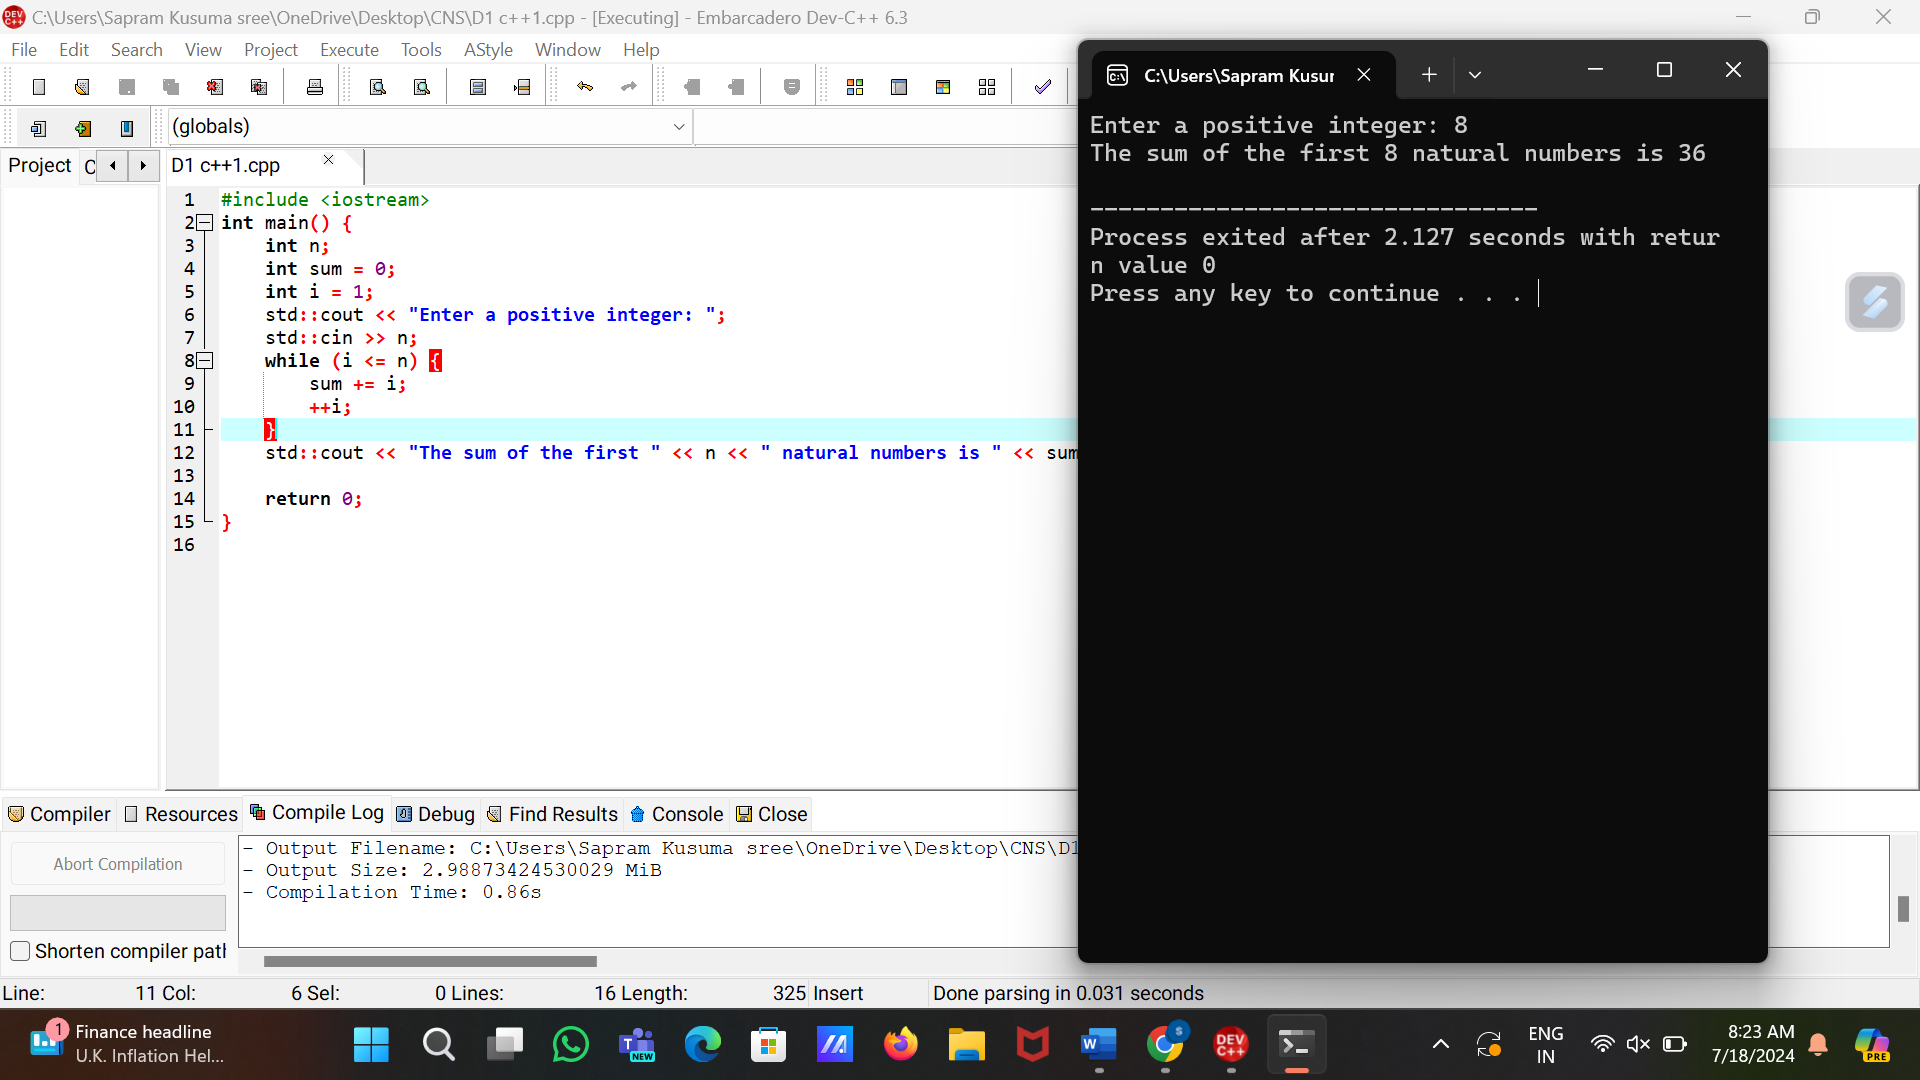 C:\Users\Sapram Kusuma sree\OneDrive\Desktop\CNS\D1 c++1.cpp - [Executing] - Embarcadero Dev-C++ 6.3
File Edit Search View Project Execute Tools AStyle Window Help
(globals)
Project C
D1 c++1.cpp
1 #include <iostream>
2 int main() {
3     int n;
4     int sum = 0;
5     int i = 1;
6     std::cout << "Enter a positive integer: ";
7     std::cin >> n;
8     while (i <= n) {
9         sum += i;
10         ++i;
11     }
12     std::cout << "The sum of the first " << n << " natural numbers is " << sum
13
14     return 0;
15 }
16
C:\Users\Sapram Kusur
Enter a positive integer: 8
The sum of the first 8 natural numbers is 36
--------------------------------
Process exited after 2.127 seconds with retur
n value 0
Press any key to continue . . .
Compiler Resources Compile Log Debug Find Results Console Close
Abort Compilation
Shorten compiler path
- Output Filename: C:\Users\Sapram Kusuma sree\OneDrive\Desktop\CNS\D1
- Output Size: 2.98873424530029 MiB
- Compilation Time: 0.86s
Line: 11 Col: 6 Sel: 0 Lines: 16 Length: 325 Insert Done parsing in 0.031 seconds
1
Finance headline
U.K. Inflation Hel...
NEW
DEV C++
ENG
IN
8:23 AM
7/18/2024
PRE